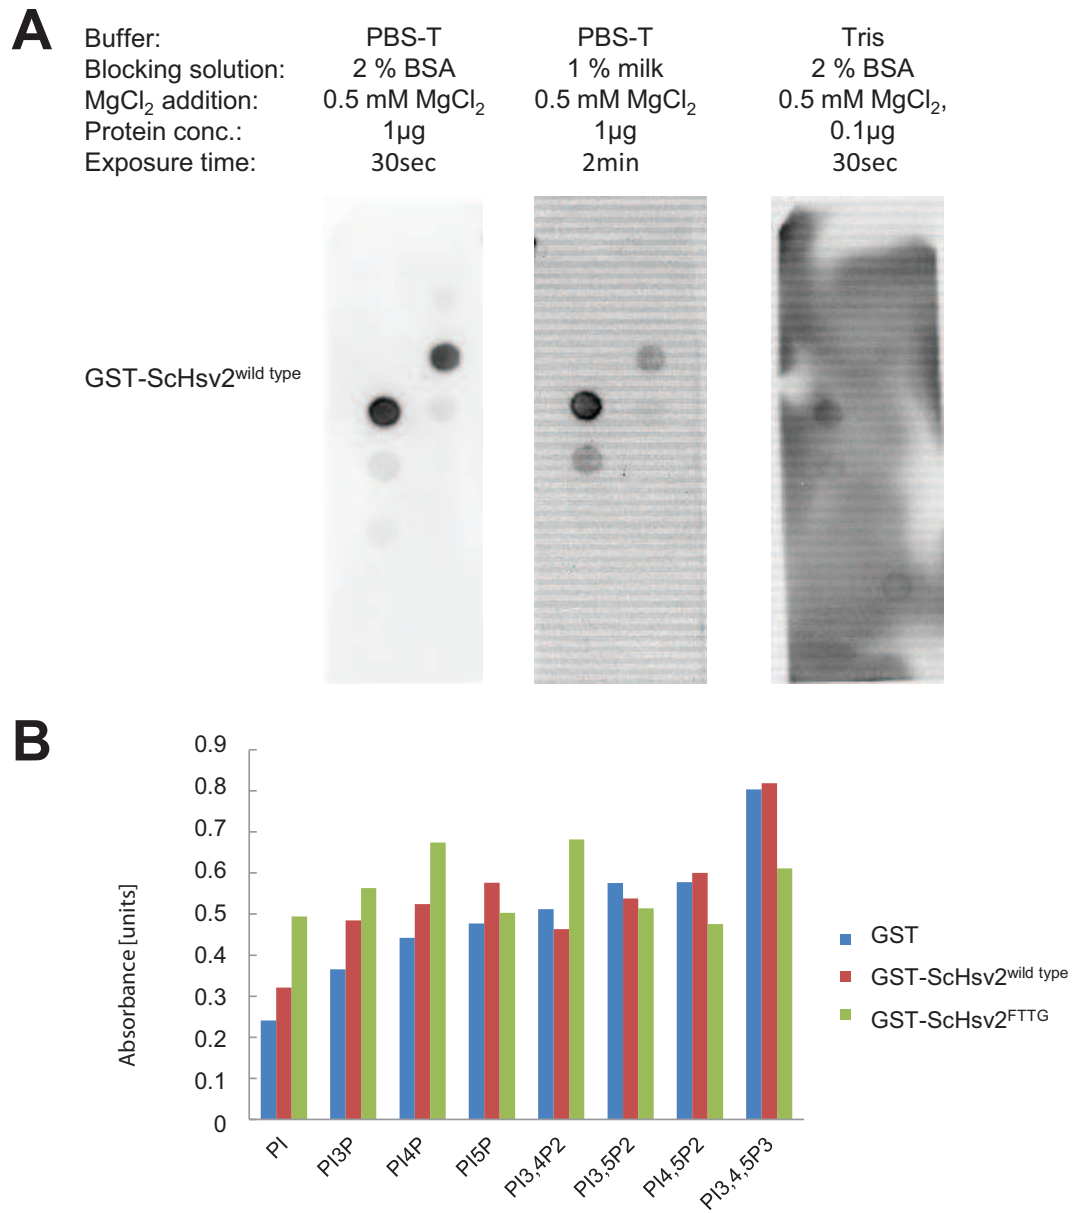 A
Buffer: PBS-T PBS-T Tris
Blocking solution: 2 % BSA 1 % milk 2 % BSA
MgCl₂ addition: 0.5 mM MgCl₂ 0.5 mM MgCl₂ 0.5 mM MgCl₂,
Protein conc.: 1µg 1µg 0.1µg
Exposure time: 30sec 2min 30sec
GST-ScHsv2wild type
B
0.9
0.8
0.7
0.6
0.5
0.4
0.3
0.2
0.1
0
Absorbance [units]
PI PI3P PI4P PI5P PI3,4P2 PI3,5P2 PI4,5P2 PI3,4,5P3
GST
GST-ScHsv2wild type
GST-ScHsv2FTTG